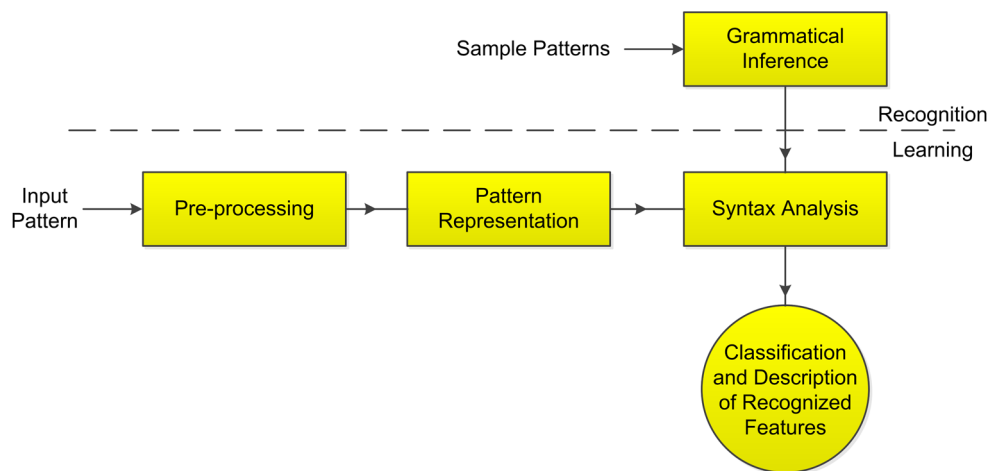 Sample Patterns
Grammatical
Inference
Recognition
Learning
Input
Pattern
Pre-processing
Pattern
Representation
Syntax Analysis
Classification
and Description
of Recognized
Features